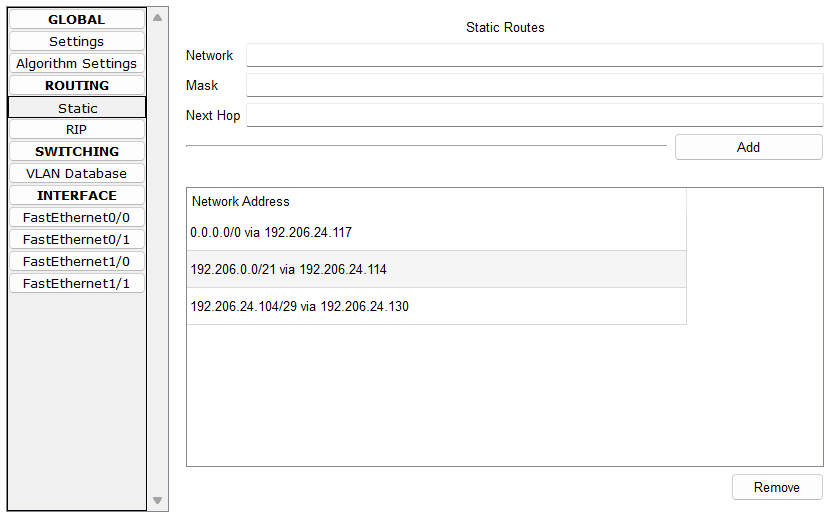 GLOBAL
Settings
Algorithm Settings
ROUTING
Static
RIP
SWITCHING
VLAN Database
INTERFACE
FastEthernet0/0
FastEthernet0/1
FastEthernet1/0
FastEthernet1/1
Static Routes
Network
Mask
Next Hop
Add
Network Address
0.0.0.0/0 via 192.206.24.117
192.206.0.0/21 via 192.206.24.114
192.206.24.104/29 via 192.206.24.130
Remove